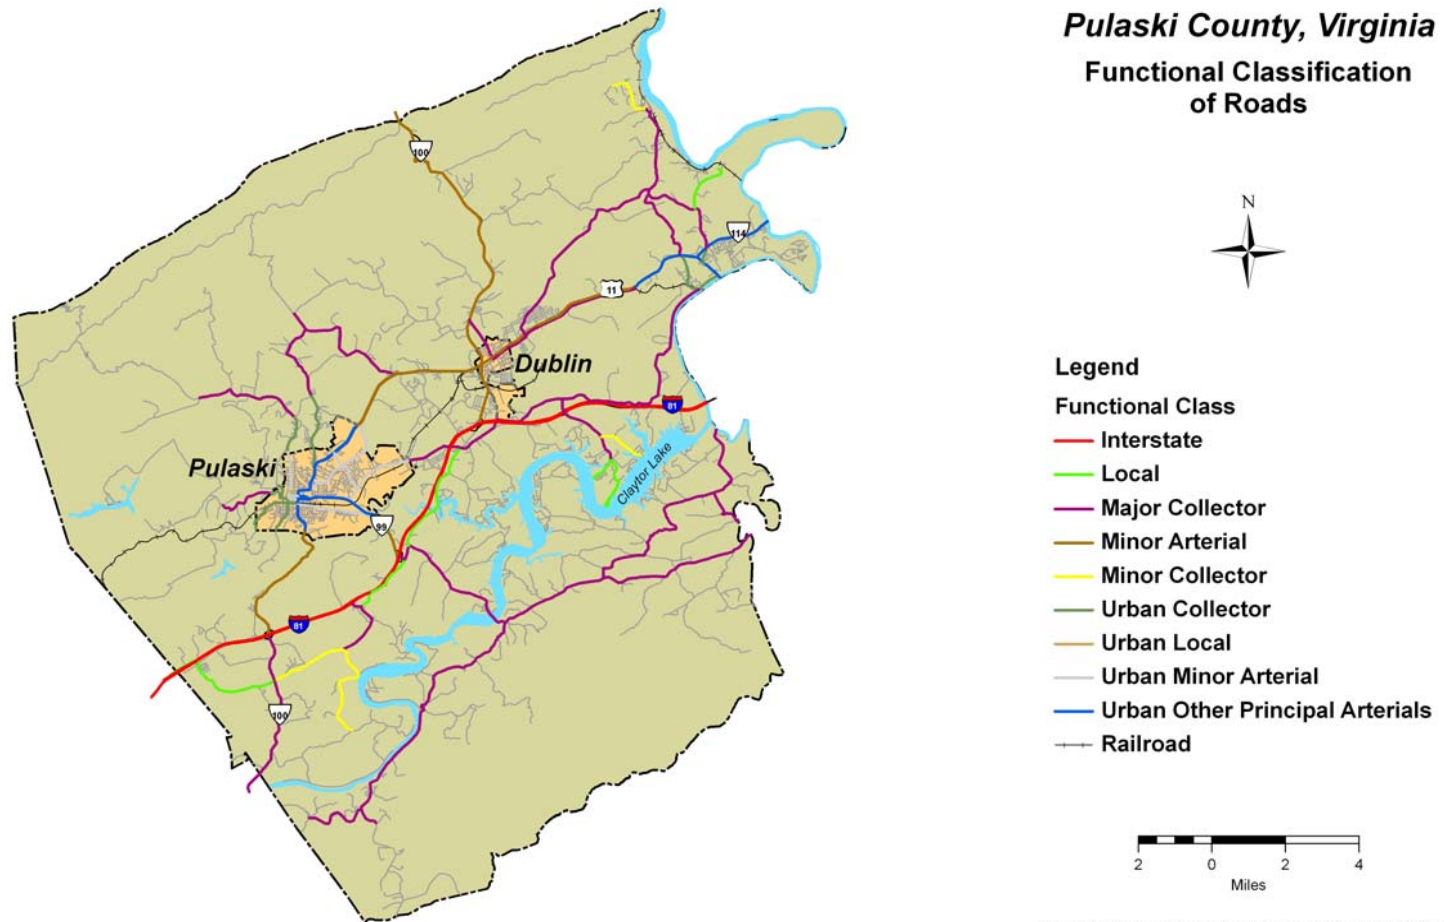 Pulaski County, Virginia
Functional Classification
of Roads
N
100
114
11
Dublin
81
Pulaski
Claytor Lake
99
81
100
Legend
Functional Class
Interstate
Local
Major Collector
Minor Arterial
Minor Collector
Urban Collector
Urban Local
Urban Minor Arterial
Urban Other Principal Arterials
Railroad
2 0 2 4
Miles